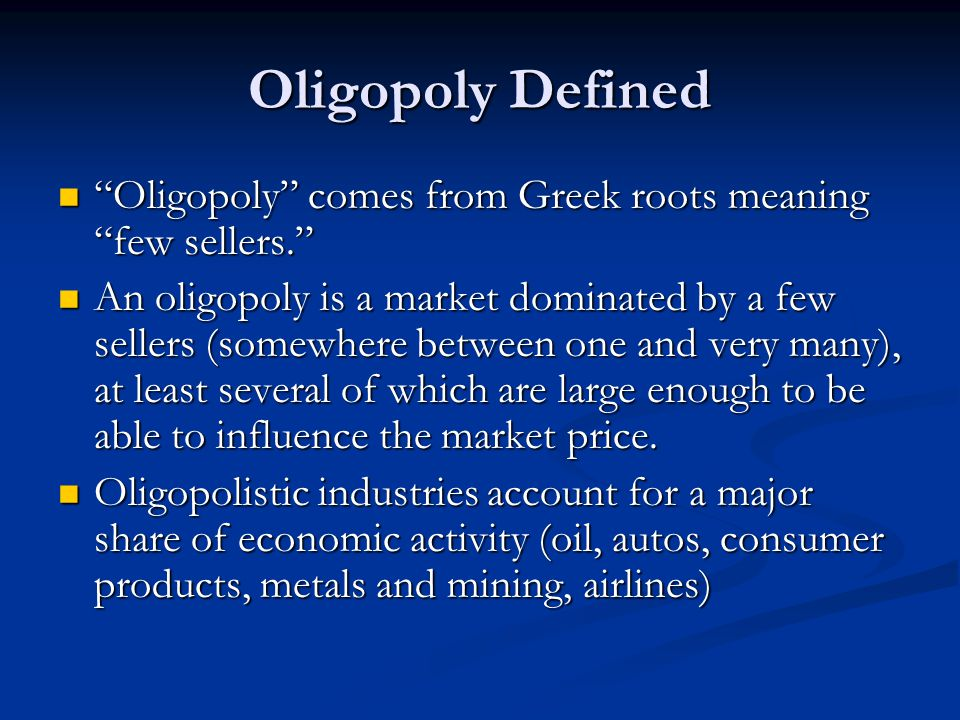 Oligopoly Defined
“Oligopoly” comes from Greek roots meaning
“few sellers.”
An oligopoly is a market dominated by a few
sellers (somewhere between one and very many),
at least several of which are large enough to be
able to influence the market price.
Oligopolistic industries account for a major
share of economic activity (oil, autos, consumer
products, metals and mining, airlines)